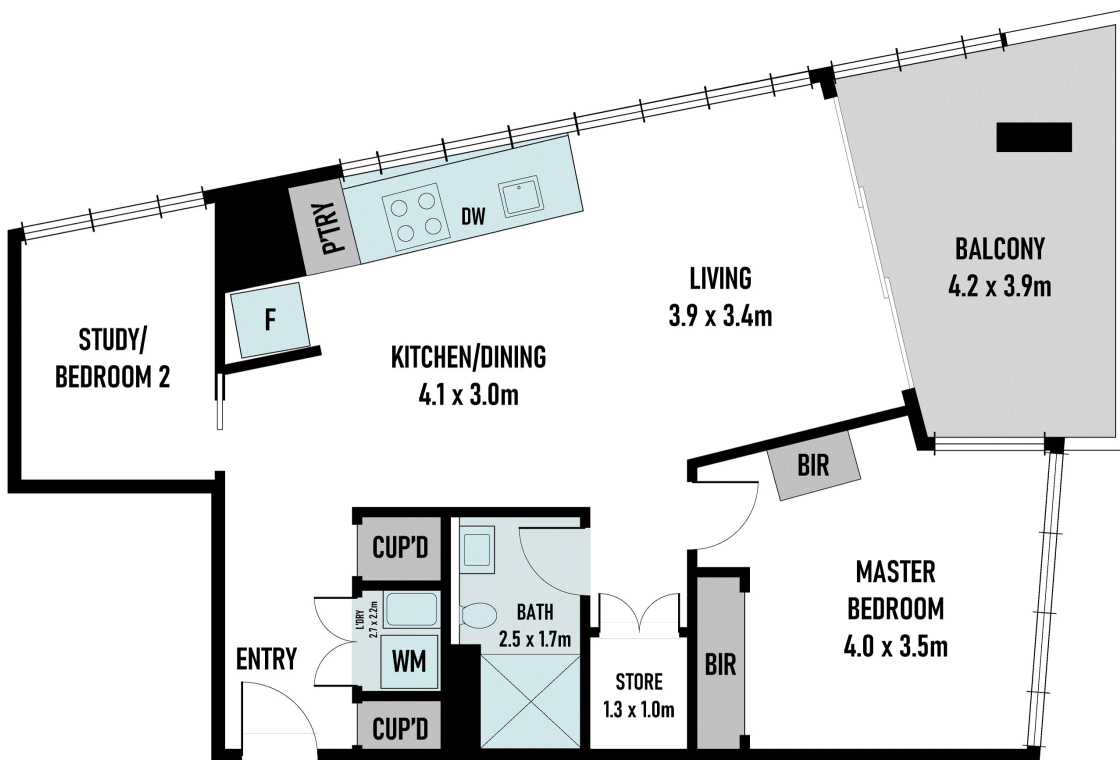 P'TRY
DW
F
STUDY/
BEDROOM 2
KITCHEN/DINING
4.1 x 3.0m
LIVING
3.9 x 3.4m
BALCONY
4.2 x 3.9m
BIR
MASTER
BEDROOM
4.0 x 3.5m
CUP'D
L'DRY
2.7 x 2.2m
WM
CUP'D
ENTRY
BATH
2.5 x 1.7m
STORE
1.3 x 1.0m
BIR